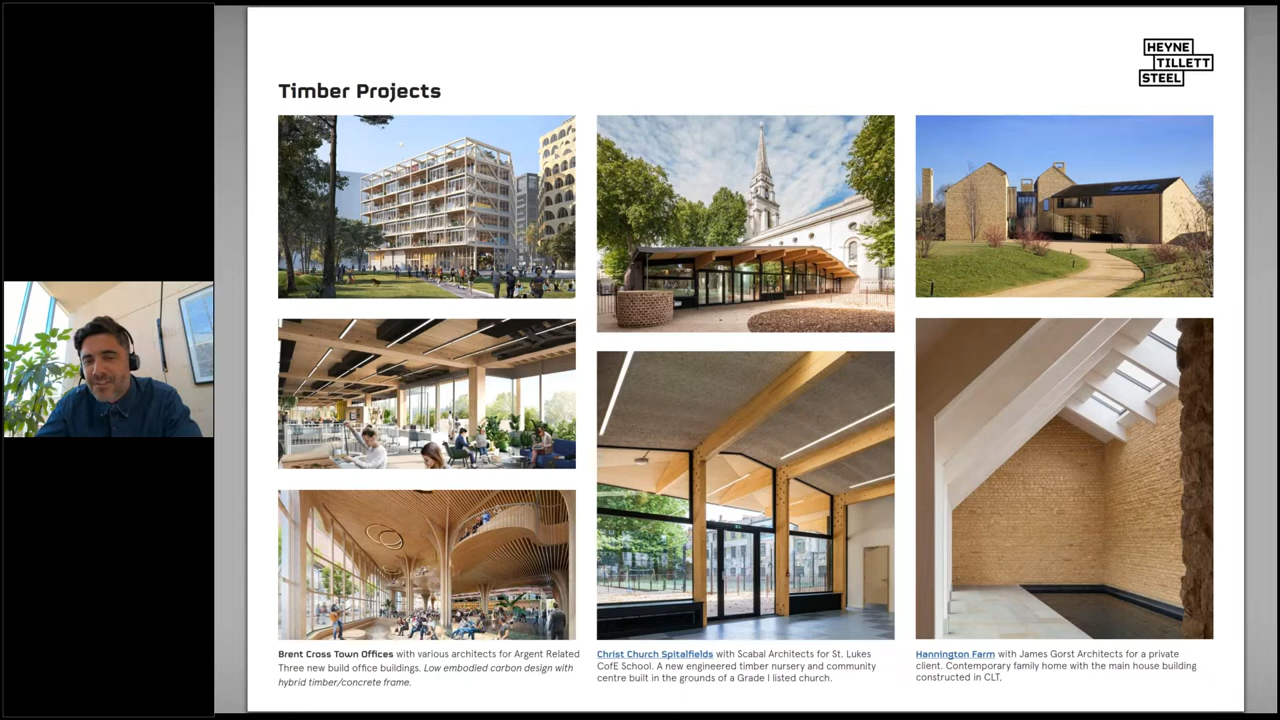 HEYNE
TILLETT
STEEL
Timber Projects
Brent Cross Town Offices with various architects for Argent Related
Three new build office buildings. Low embodied carbon design with
hybrid timber/concrete frame.
Christ Church Spitalfields with Scabal Architects for St. Lukes
CofE School. A new engineered timber nursery and community
centre built in the grounds of a Grade I listed church.
Hannington Farm with James Gorst Architects for a private
client. Contemporary family home with the main house building
constructed in CLT.